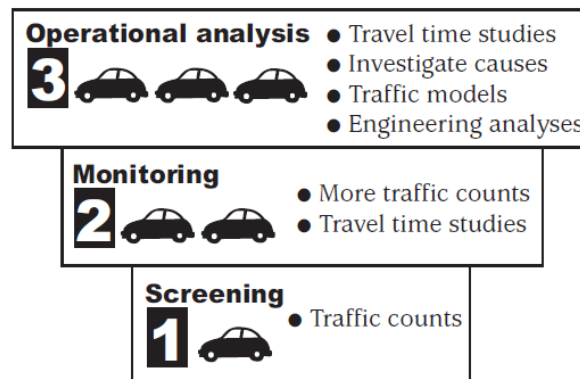 Operational analysis
3
● Travel time studies
● Investigate causes
● Traffic models
● Engineering analyses
Monitoring
2
● More traffic counts
● Travel time studies
Screening
1
● Traffic counts